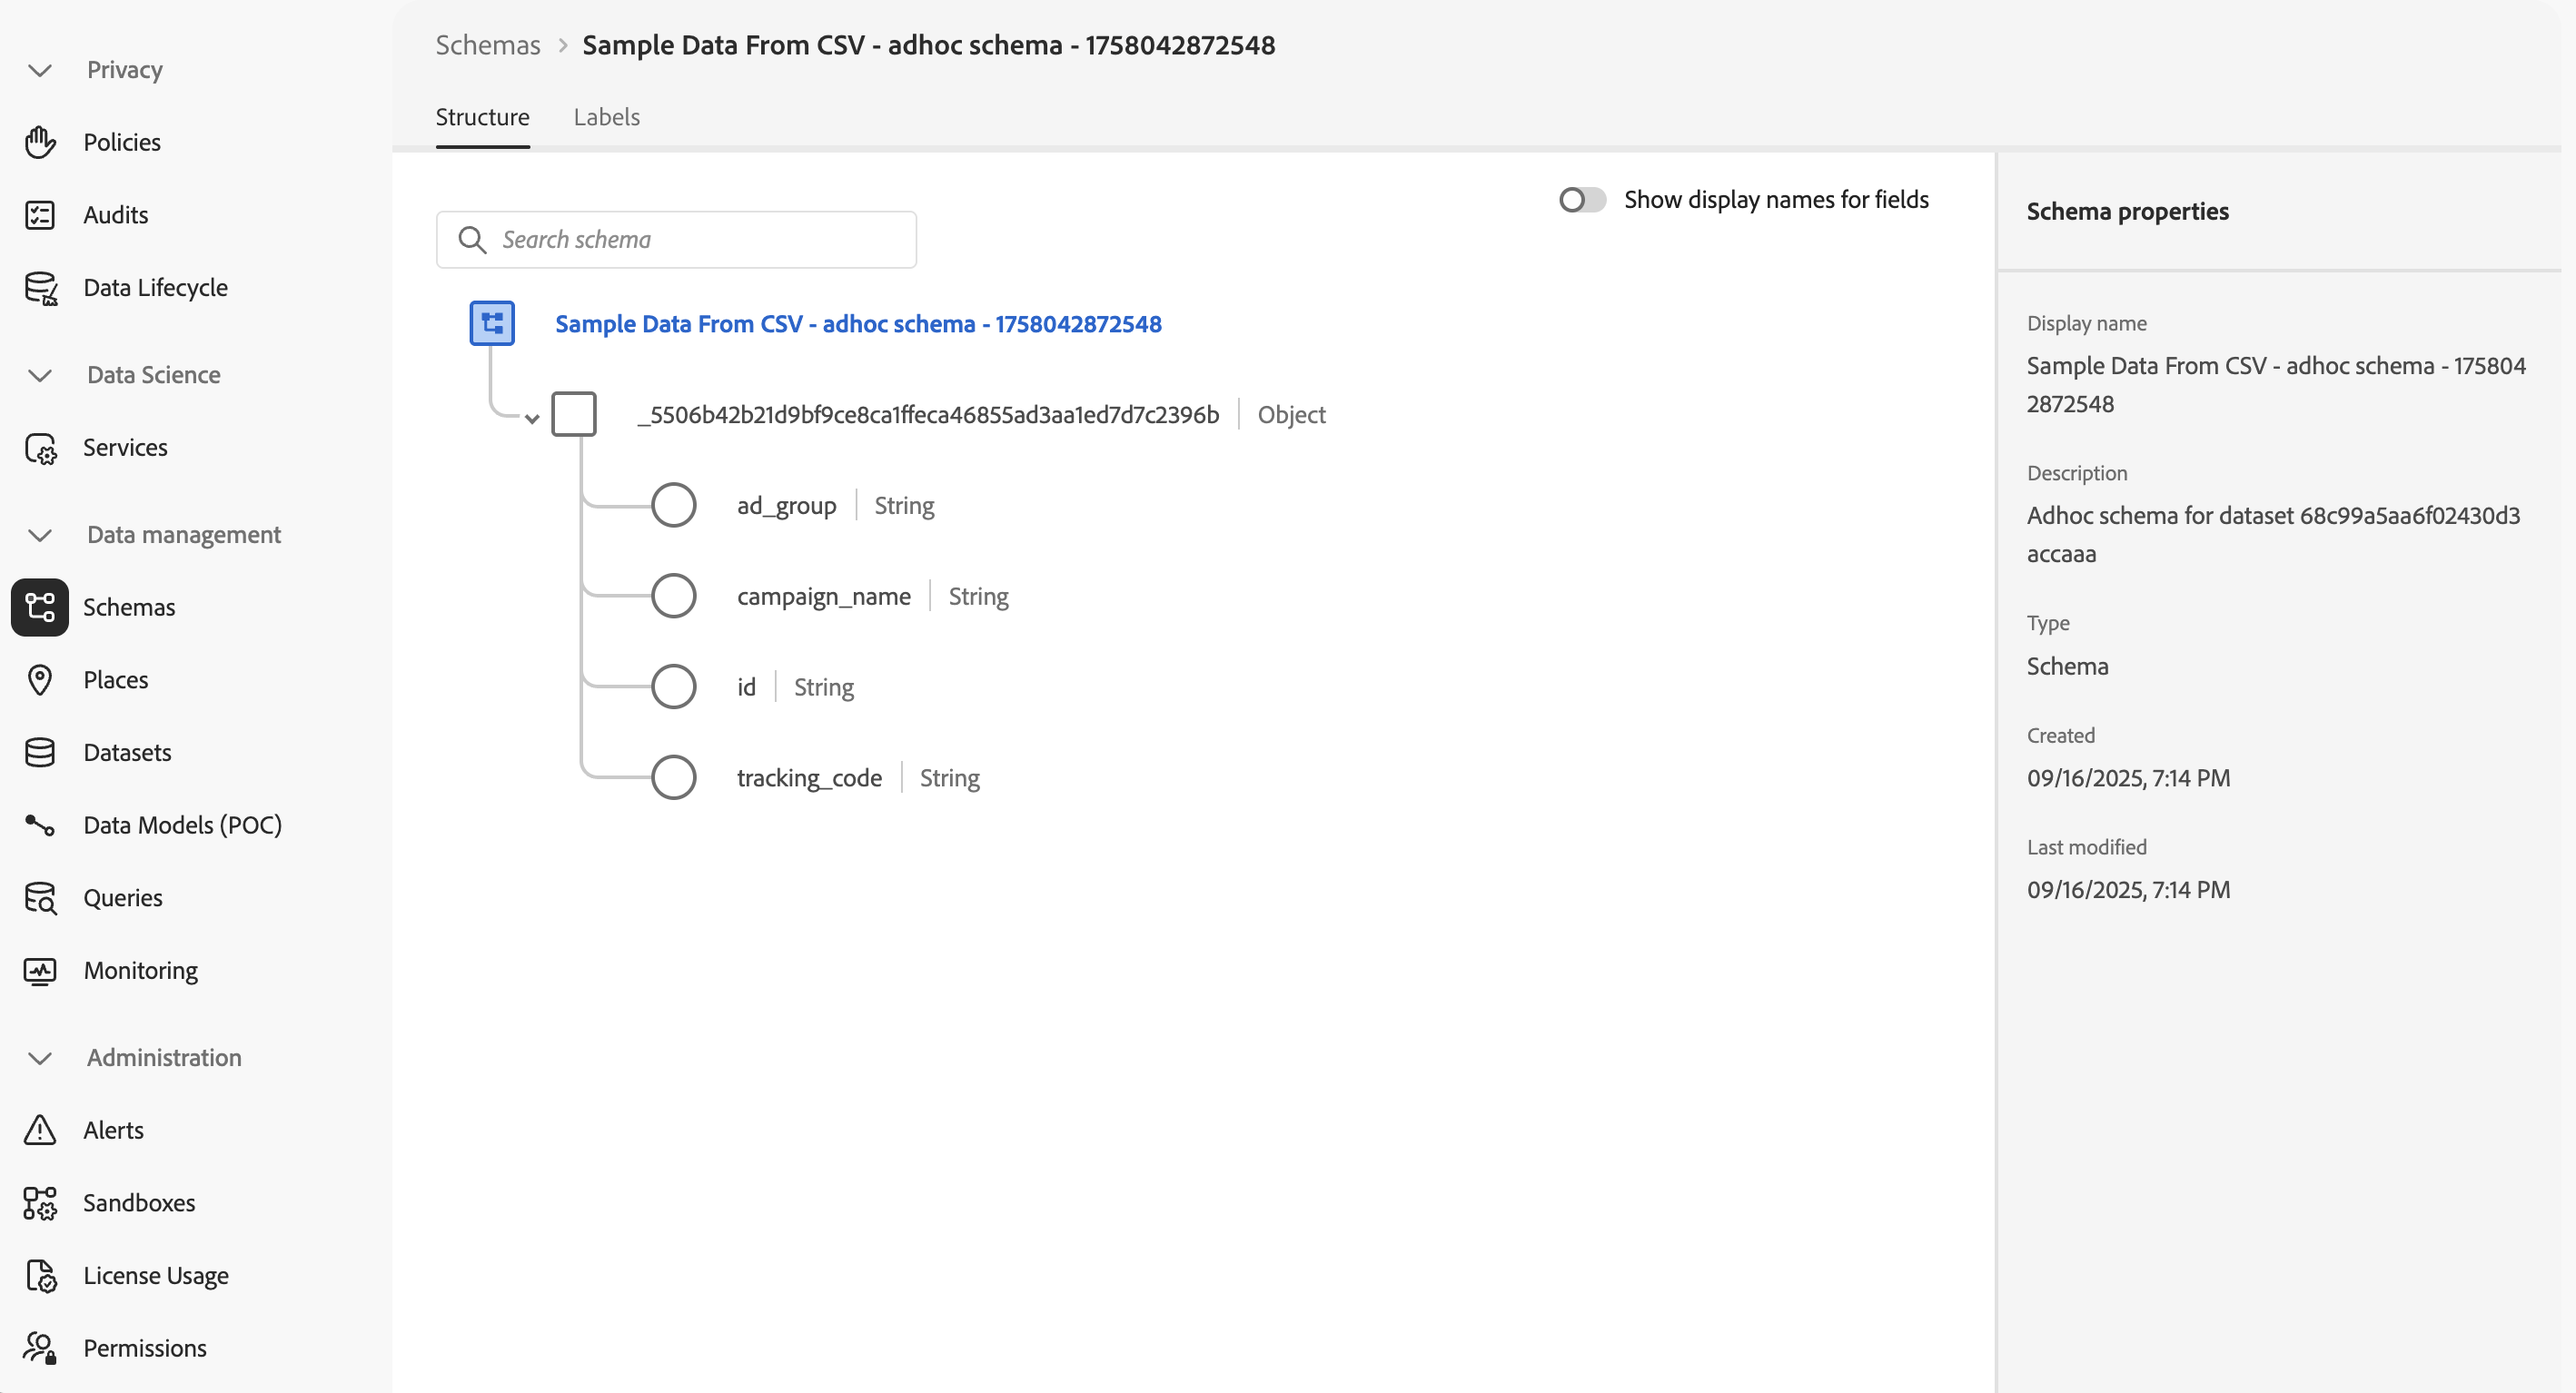 Privacy
Policies
Audits
Data Lifecycle
Data Science
Services
Data management
Schemas
Places
Datasets
Data Models (POC)
Queries
Monitoring
Administration
Alerts
Sandboxes
License Usage
Permissions
Schemas > Sample Data From CSV - adhoc schema - 1758042872548
Structure Labels
Show display names for fields
Search schema
Sample Data From CSV - adhoc schema - 1758042872548
_5506b42b21d9bf9ce8ca1ffeca46855ad3aa1ed7d7c2396b Object
ad_group String
campaign_name String
id String
tracking_code String
Schema properties
Display name
Sample Data From CSV - adhoc schema - 175804
2872548
Description
Adhoc schema for dataset 68c99a5aa6f02430d3
accaaa
Type
Schema
Created
09/16/2025, 7:14 PM
Last modified
09/16/2025, 7:14 PM